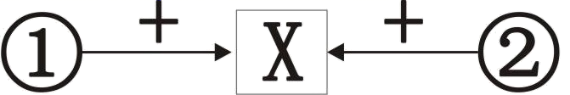 ① + X + ②